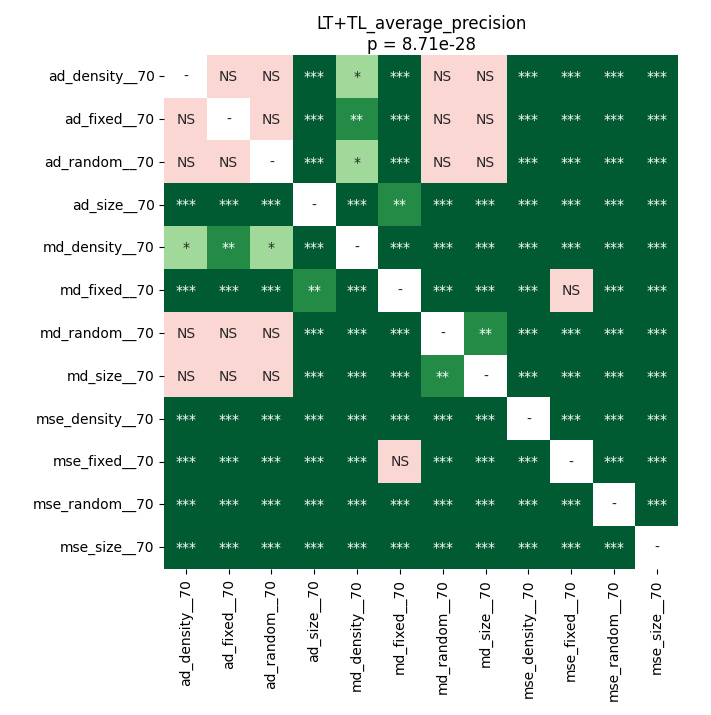 LT+TL_average_precision
p = 8.71e-28
ad_density__70 - NS NS *** * *** NS NS *** *** *** ***
ad_fixed__70 NS - NS *** ** *** NS NS *** *** *** ***
ad_random__70 NS NS - *** * *** NS NS *** *** *** ***
ad_size__70 *** *** *** - *** ** *** *** *** *** *** ***
md_density__70 * ** * *** - *** *** *** *** *** *** ***
md_fixed__70 *** *** *** ** *** - *** *** *** NS *** ***
md_random__70 NS NS NS *** *** *** - ** *** *** *** ***
md_size__70 NS NS NS *** *** *** ** - *** *** *** ***
mse_density__70 *** *** *** *** *** *** *** *** - *** *** ***
mse_fixed__70 *** *** *** *** *** NS *** *** *** - *** ***
mse_random__70 *** *** *** *** *** *** *** *** *** *** - ***
mse_size__70 *** *** *** *** *** *** *** *** *** *** *** -
ad_density__70
ad_fixed__70
ad_random__70
ad_size__70
md_density__70
md_fixed__70
md_random__70
md_size__70
mse_density__70
mse_fixed__70
mse_random__70
mse_size__70